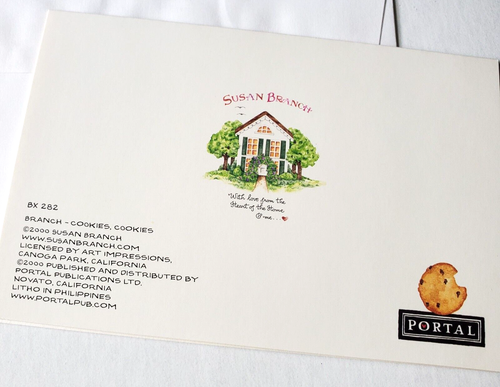 SUSAN BRANCH
With love from the
Heart of the Home
BX 282
BRANCH - COOKIES, COOKIES
©2000 SUSAN BRANCH
WWW.SUSANBRANCH.COM
LICENSED BY ART IMPRESSIONS,
CANOGA PARK, CALIFORNIA
©2000 PUBLISHED AND DISTRIBUTED BY
PORTAL PUBLICATIONS LTD.
NOVATO, CALIFORNIA
LITHO IN PHILIPPINES
WWW.PORTALPUB.COM
PORTAL